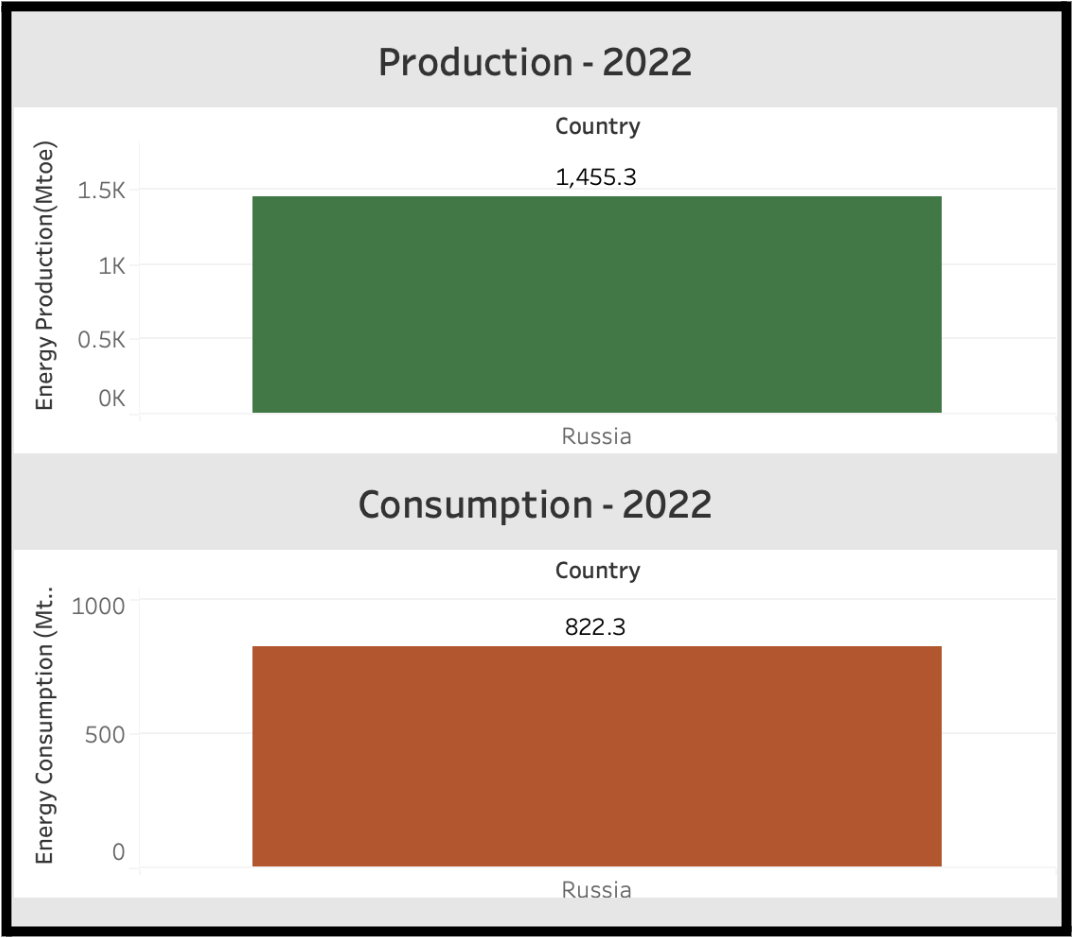 Production - 2022
Country
Energy Production(Mtoe)
1,455.3
1.5K
1K
0.5K
0K
Russia
Consumption - 2022
Country
Energy Consumption (Mt..
1000
822.3
500
0
Russia